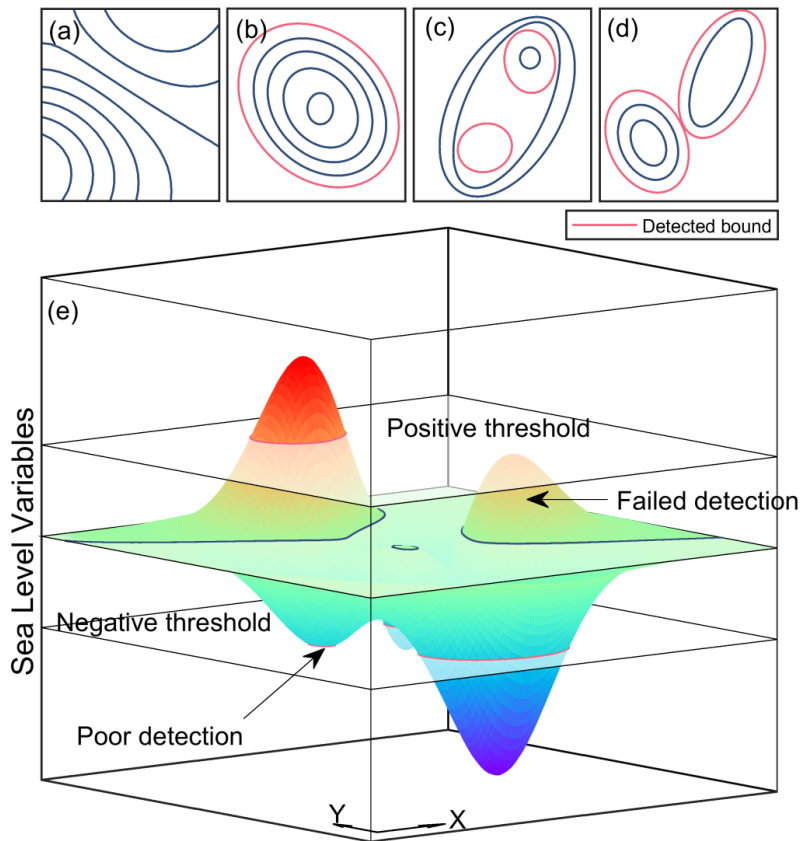 (a)
(b)
(c)
(d)
Detected bound
(e)
Positive threshold
Failed detection
Sea Level Variables
Negative threshold
Poor detection
Y
X